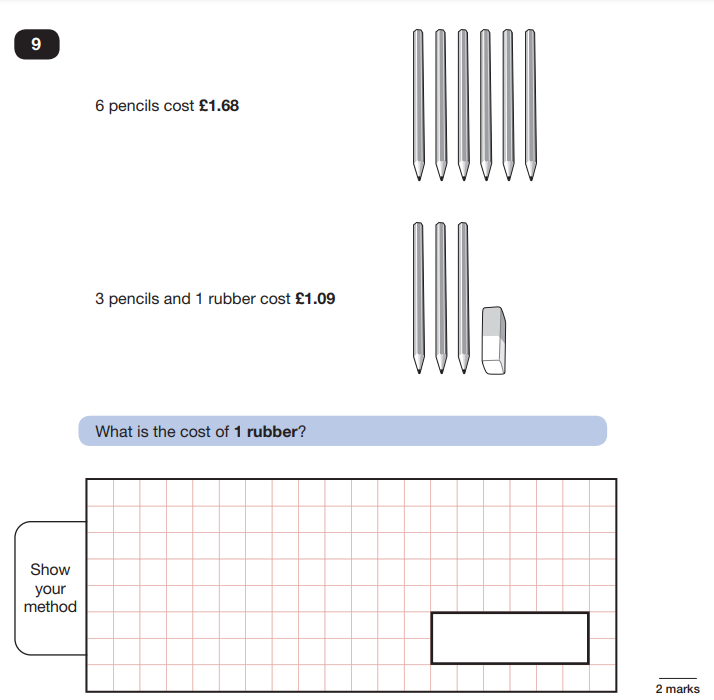 9
6 pencils cost £1.68
3 pencils and 1 rubber cost £1.09
What is the cost of 1 rubber?
Show
your
method
2 marks